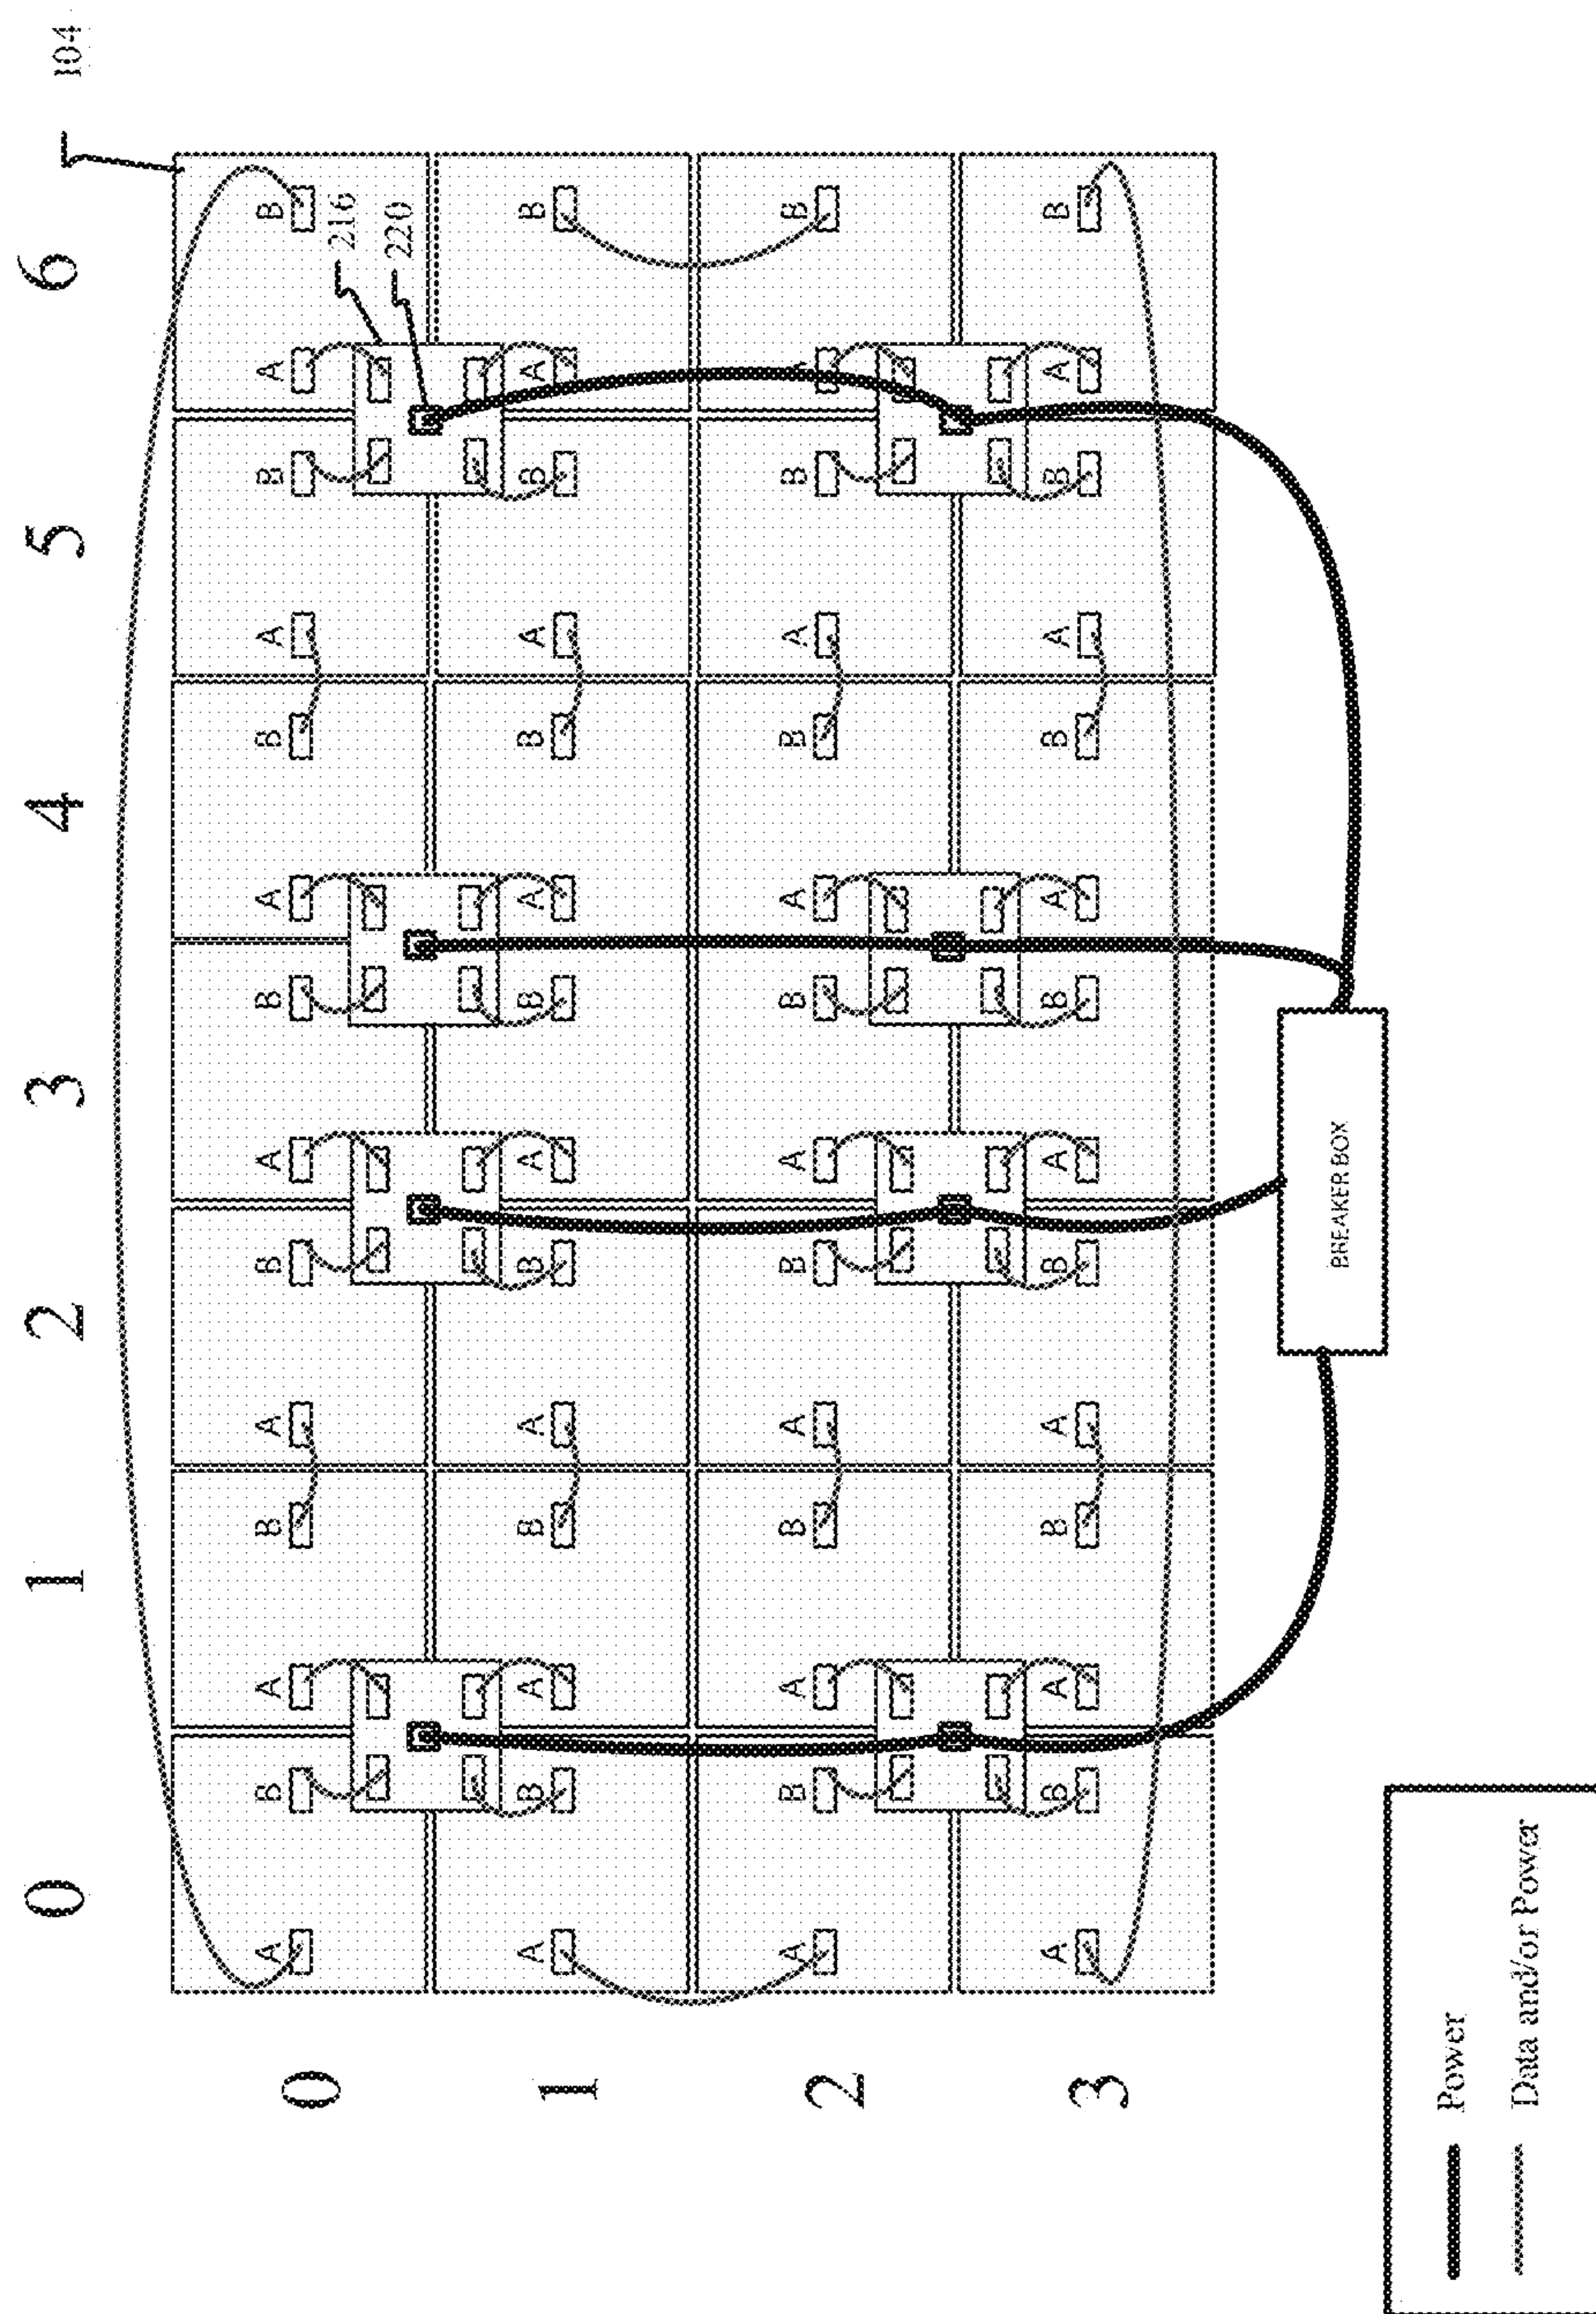 0 1 2 3 4 5 6 104
0 A B A B A B A B A B A B A B
216
220
1 A B A B A B A B A B A B A B
2 A B A B A B A B A B A B A B
3 A B A B A B A B A B A B A B
BREAKER BOX
Power
Data and/or Power